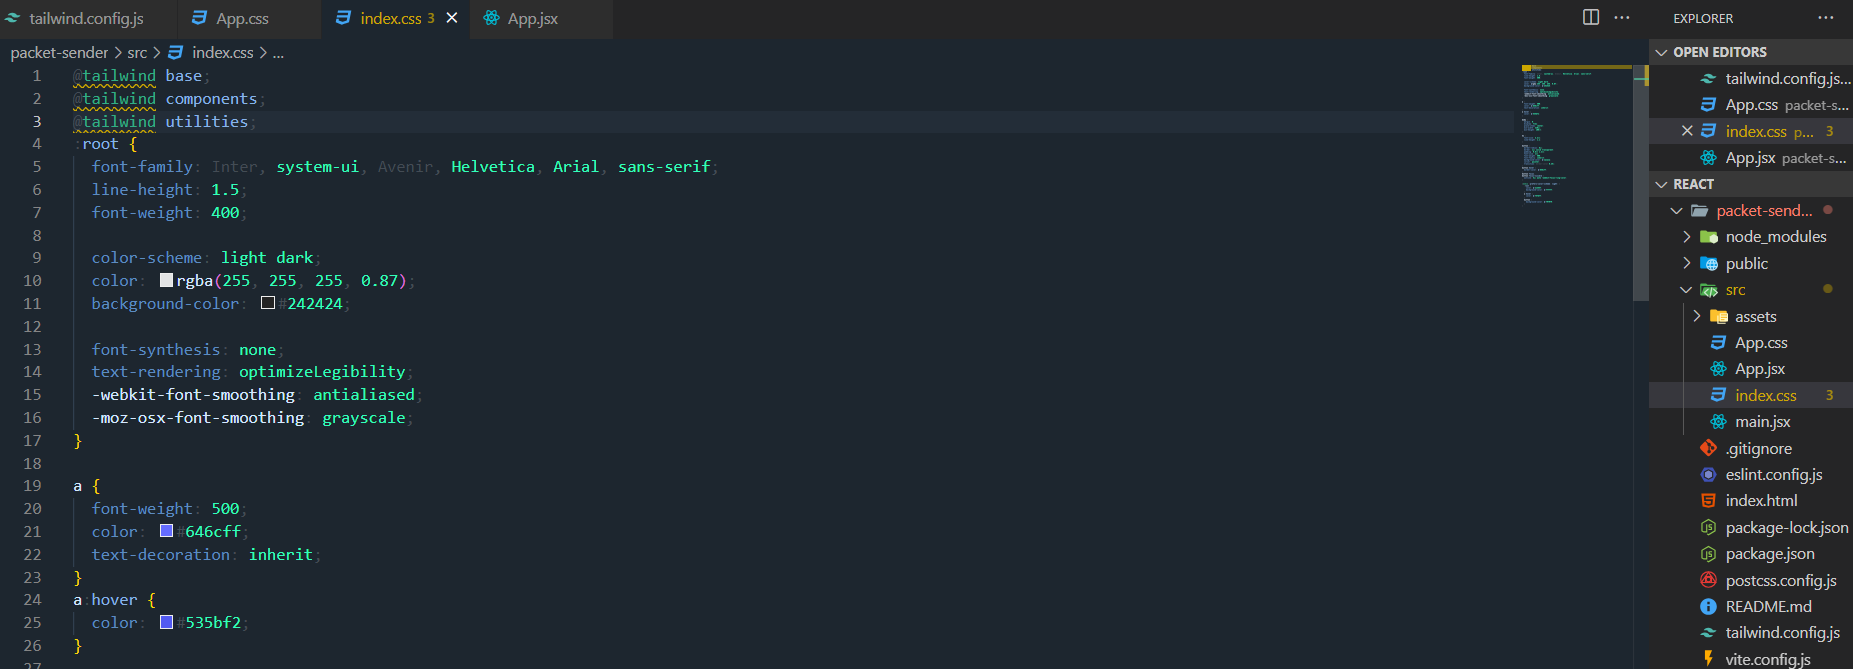 tailwind.config.js App.css index.css 3 App.jsx EXPLORER
packet-sender > src > index.css > ...
1 @tailwind base;
2 @tailwind components;
3 @tailwind utilities;
4 :root {
5 font-family: Inter, system-ui, Avenir, Helvetica, Arial, sans-serif;
6 line-height: 1.5;
7 font-weight: 400;
8
9 color-scheme: light dark;
10 color: rgba(255, 255, 255, 0.87);
11 background-color: #242424;
12
13 font-synthesis: none;
14 text-rendering: optimizeLegibility;
15 -webkit-font-smoothing: antialiased;
16 -moz-osx-font-smoothing: grayscale;
17 }
18
19 a {
20 font-weight: 500;
21 color: #646cff;
22 text-decoration: inherit;
23 }
24 a:hover {
25 color: #535bf2;
26 }
27
OPEN EDITORS
tailwind.config.js...
App.css packet-s...
index.css p... 3
App.jsx packet-s...
REACT
packet-send...
node_modules
public
src
assets
App.css
App.jsx
index.css 3
main.jsx
.gitignore
eslint.config.js
index.html
package-lock.json
package.json
postcss.config.js
README.md
tailwind.config.js
vite.config.js